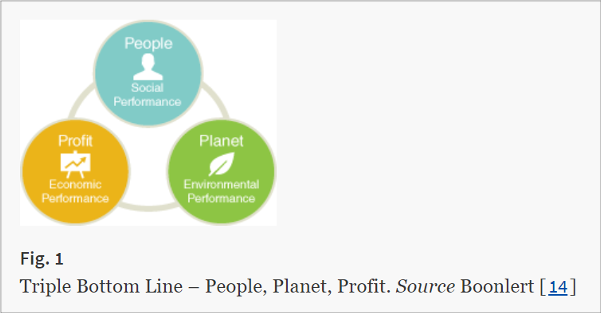 People
Social
Performance
Profit
Economic
Performance
Planet
Environmental
Performance
Fig. 1
Triple Bottom Line – People, Planet, Profit. Source Boonlert [14]